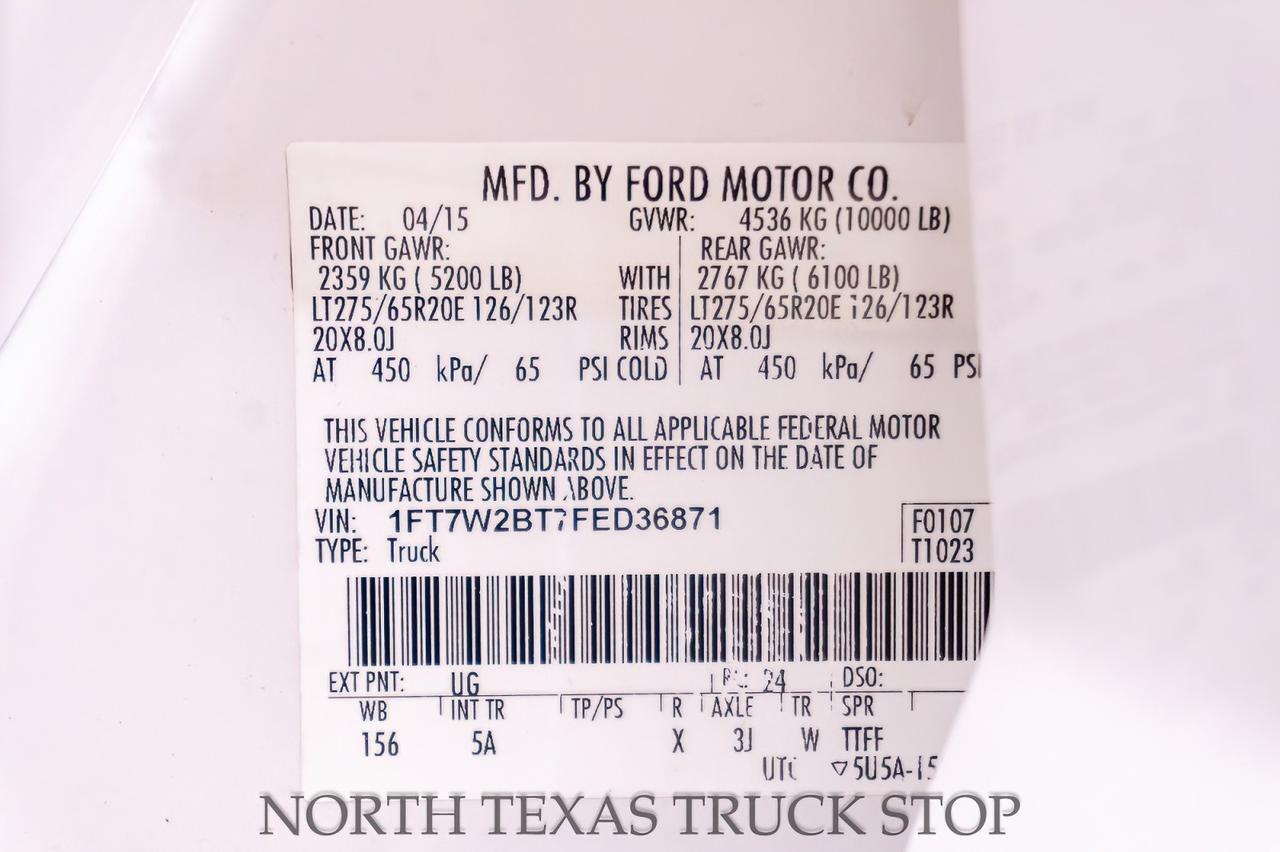 MFD. BY FORD MOTOR CO.
DATE: 04/15 GVWR: 4536 KG (10000 LB)
FRONT GAWR: REAR GAWR:
2359 KG ( 5200 LB) WITH 2767 KG ( 6100 LB)
LT275/65R20E 126/123R TIRES LT275/65R20E 126/123R
20X8.0J RIMS 20X8.0J
AT 450 kPa/ 65 PSI COLD AT 450 kPa/ 65 PSI
THIS VEHICLE CONFORMS TO ALL APPLICABLE FEDERAL MOTOR
VEHICLE SAFETY STANDARDS IN EFFECT ON THE DATE OF
MANUFACTURE SHOWN ABOVE.
VIN: 1FT7W2BT7FED36871 F0107
TYPE: Truck T1023
EXT PNT: UG 24 DSO:
WB INT TR TP/PS R AXLE TR SPR
156 5A X 3J W TTFF
▽5U5A-15
NORTH TEXAS TRUCK STOP